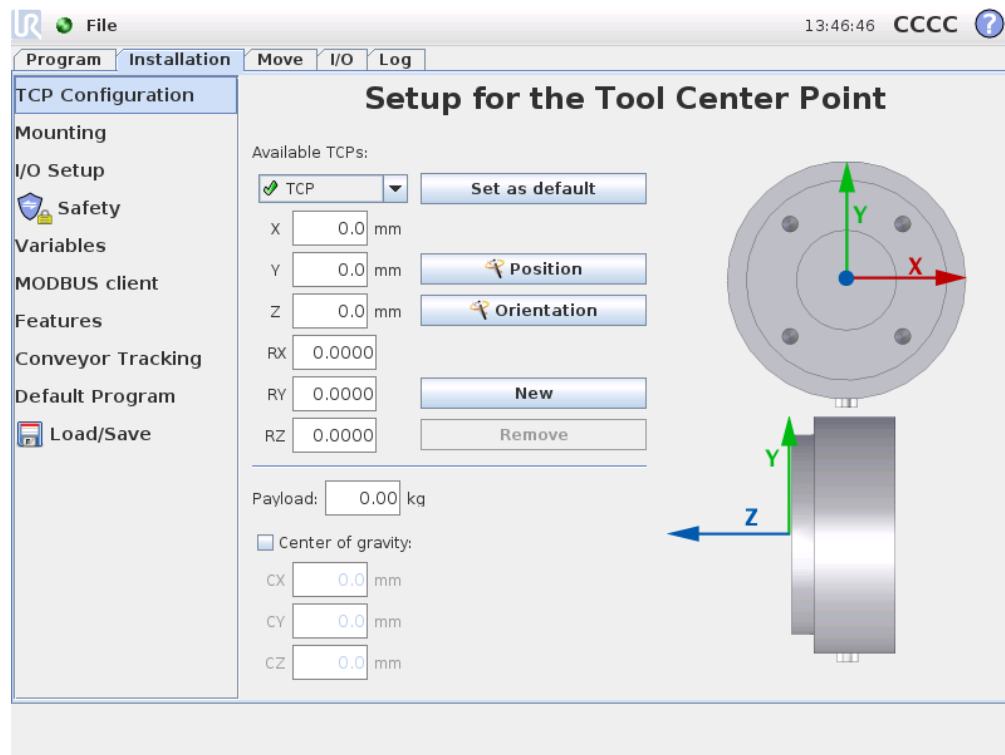 UR File 13:46:46 CCCC ?
Program Installation Move I/O Log
TCP Configuration
Mounting
I/O Setup
Safety
Variables
MODBUS client
Features
Conveyor Tracking
Default Program
Load/Save
Setup for the Tool Center Point
Available TCPs:
TCP Set as default
X 0.0 mm
Y 0.0 mm Position
Z 0.0 mm Orientation
RX 0.0000
RY 0.0000 New
RZ 0.0000 Remove
Payload: 0.00 kg
Center of gravity:
CX 0.0 mm
CY 0.0 mm
CZ 0.0 mm
Y
X
Y
Z